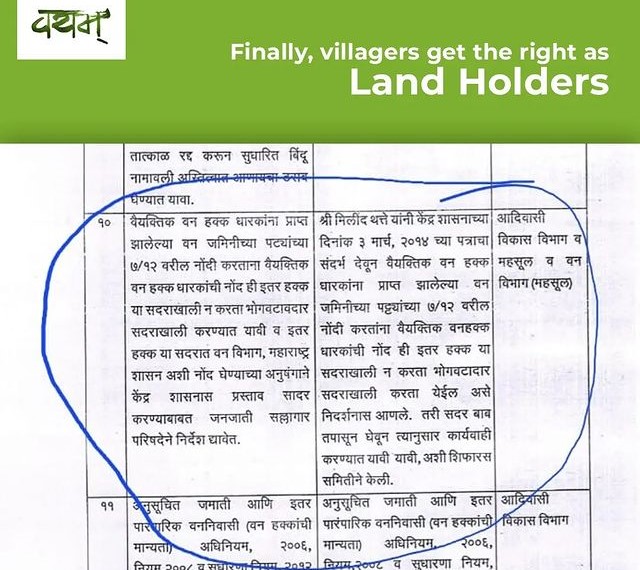 वयम्
Finally, villagers get the right as
Land Holders
तात्काळ रद्द करून सुधारित बिंदू
नामावली अस्तित्वात आणायचा ठराव
घेण्यात यावा.
१०
वैयक्तिक वन हक्क धारकांना प्राप्त
झालेल्या वन जमिनीच्या पट्यांच्या
७/१२ वरील नोंदी करताना वैयक्तिक
वन हक्क धारकांची नोंद ही इतर हक्क
या सदराखाली न करता भोगवटादार
सदराखाली करण्यात यावी व इतर
हक्क या सदरात वन विभाग, महाराष्ट्र
शासन अशी नोंद घेण्याच्या अनुषंगाने
केंद्र शासनास प्रस्ताव सादर
करण्याबाबत जनजाती सल्लागार
परिषदेने निर्देश द्यावेत.
श्री मिलींद थत्ते यांनी केंद्र शासनाच्या
दिनांक ३ मार्च, २०१४ च्या पत्राचा
संदर्भ देवून वैयक्तिक वन हक्क
धारकांना प्राप्त झालेल्या वन
जमिनीच्या पट्ट्यांच्या ७/१२ वरील
नोंदी करतांना वैयक्तिक वनहक्क
धारकांची नोंद ही इतर हक्क या
सदराखाली न करता भोगवटादार
सदराखाली करता येईल असे
निदर्शनास आणले. तरी सदर बाब
तपासून घेवून त्यानुसार कार्यवाही
करण्यात यावी यावी, अशी शिफारस
समितीने केली.
आदिवासी
विकास विभाग व
महसूल व वन
विभाग (महसूल)
११
अनुसूचित जमाती आणि इतर
पारंपारिक वननिवासी (वन हक्कांची
मान्यता) अधिनियम, २००६,
नियम २००८ व सुधारणा नियम, २०१२
अनुसूचित जमाती आणि इतर
पारंपारिक वननिवासी (वन हक्कांची
मान्यता) अधिनियम, २००६,
नियम,२००८ व सुधारणा नियम,
आदिवासी
विकास विभाग